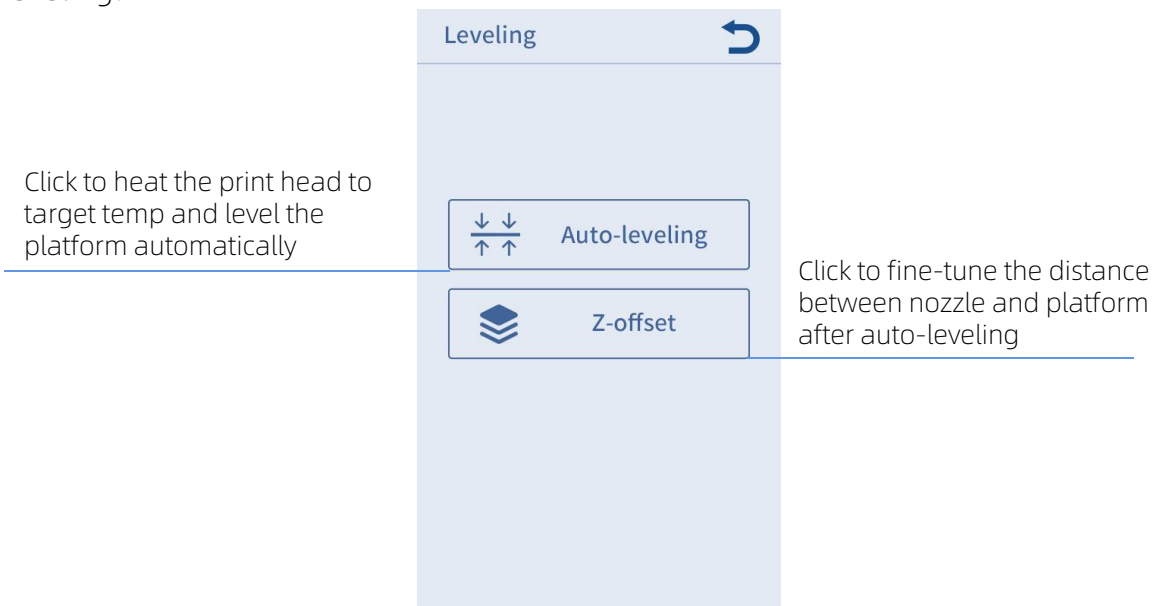 Leveling
Click to heat the print head to
target temp and level the
platform automatically
Auto-leveling
Z-offset
Click to fine-tune the distance
between nozzle and platform
after auto-leveling